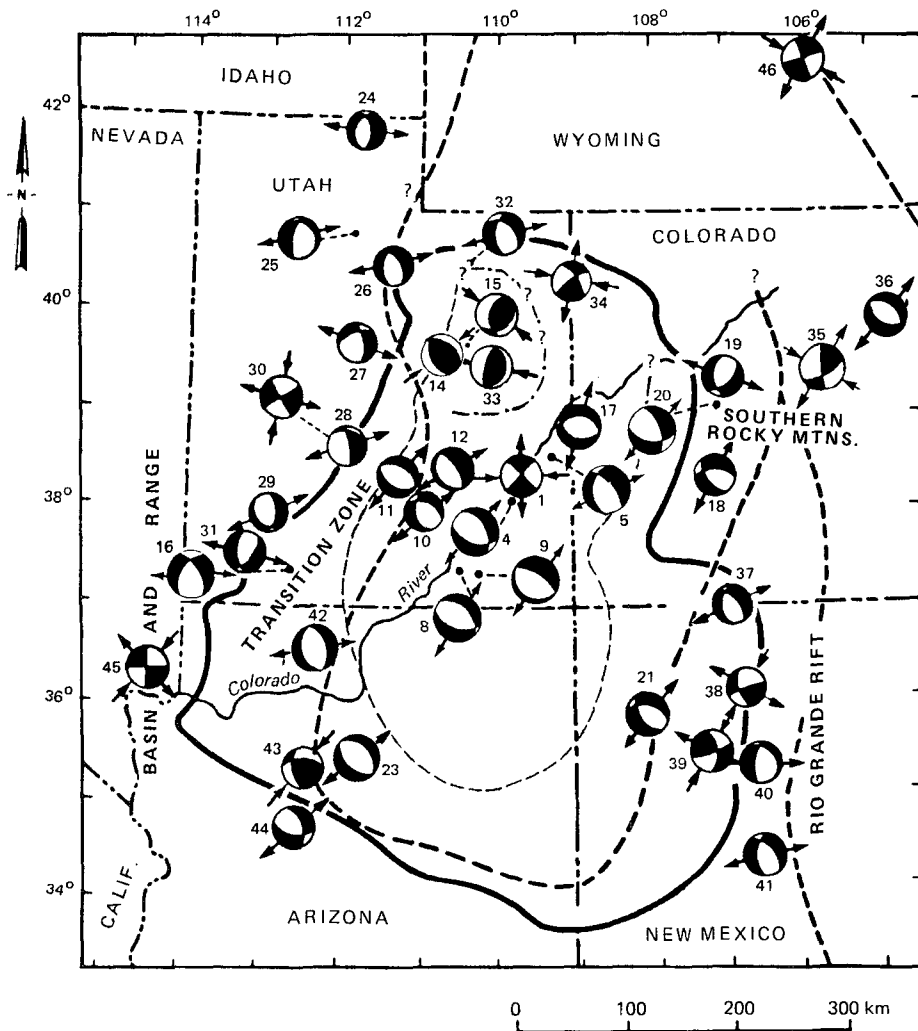 114° 112° 110° 108° 106°
IDAHO
24
46
42°
NEVADA
WYOMING
N
UTAH
?
32
COLORADO
25
26
15
?
?
34
?
36
40°
14
33
?
19
35
27
30
17
20
?
SOUTHERN
ROCKY MTNS.
28
12
1
5
18
38°
29
11
10
4
9
31
16
TRANSITION ZONE
River
8
37
BASIN AND RANGE
42
Colorado
21
38
45
36°
43
23
39
40
RIO GRANDE RIFT
44
41
34°
CALIF.
ARIZONA
NEW MEXICO
0 100 200 300 km